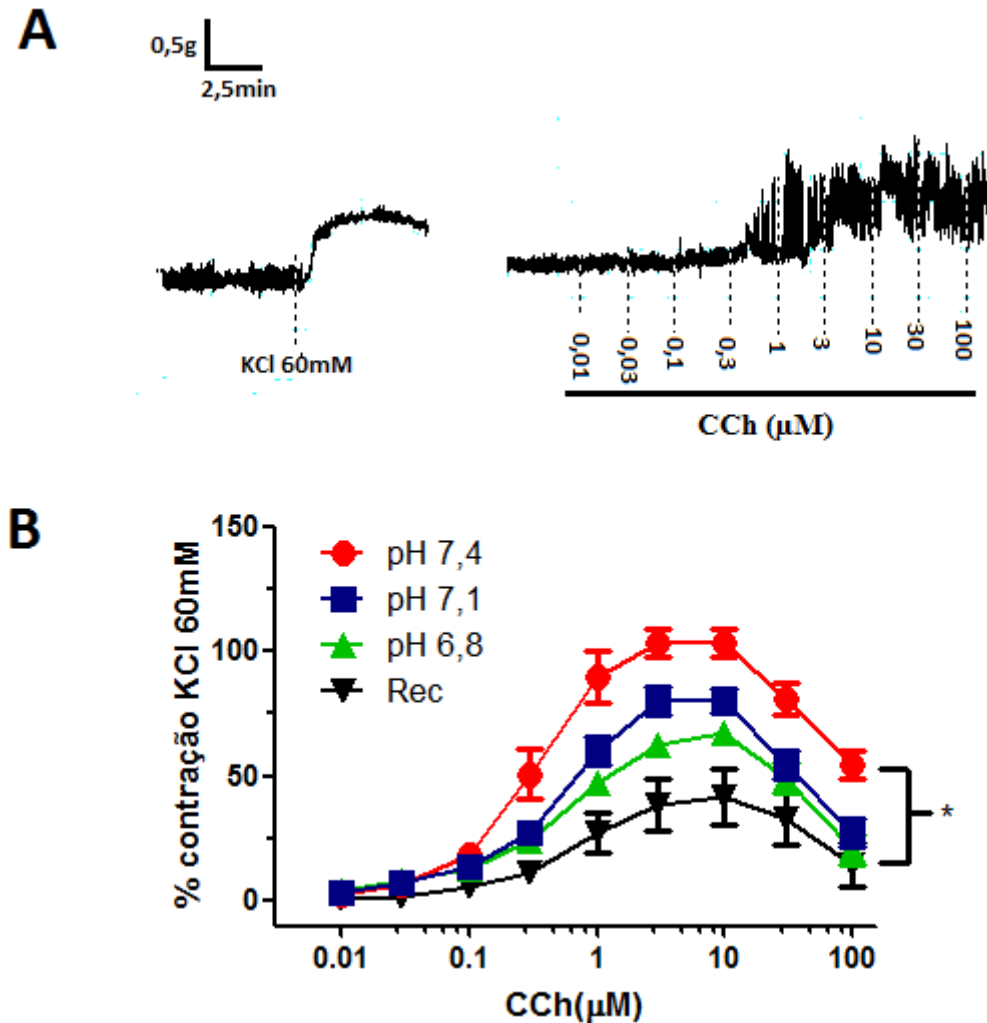 A
0,5g
2,5min
KCl 60mM
0,01
0,03
0,1
0,3
1
3
10
30
100
CCh (µM)
B
% contração KCl 60mM
150
100
50
0
pH 7,4
pH 7,1
pH 6,8
Rec
*
0.01
0.1
1
10
100
CCh(µM)